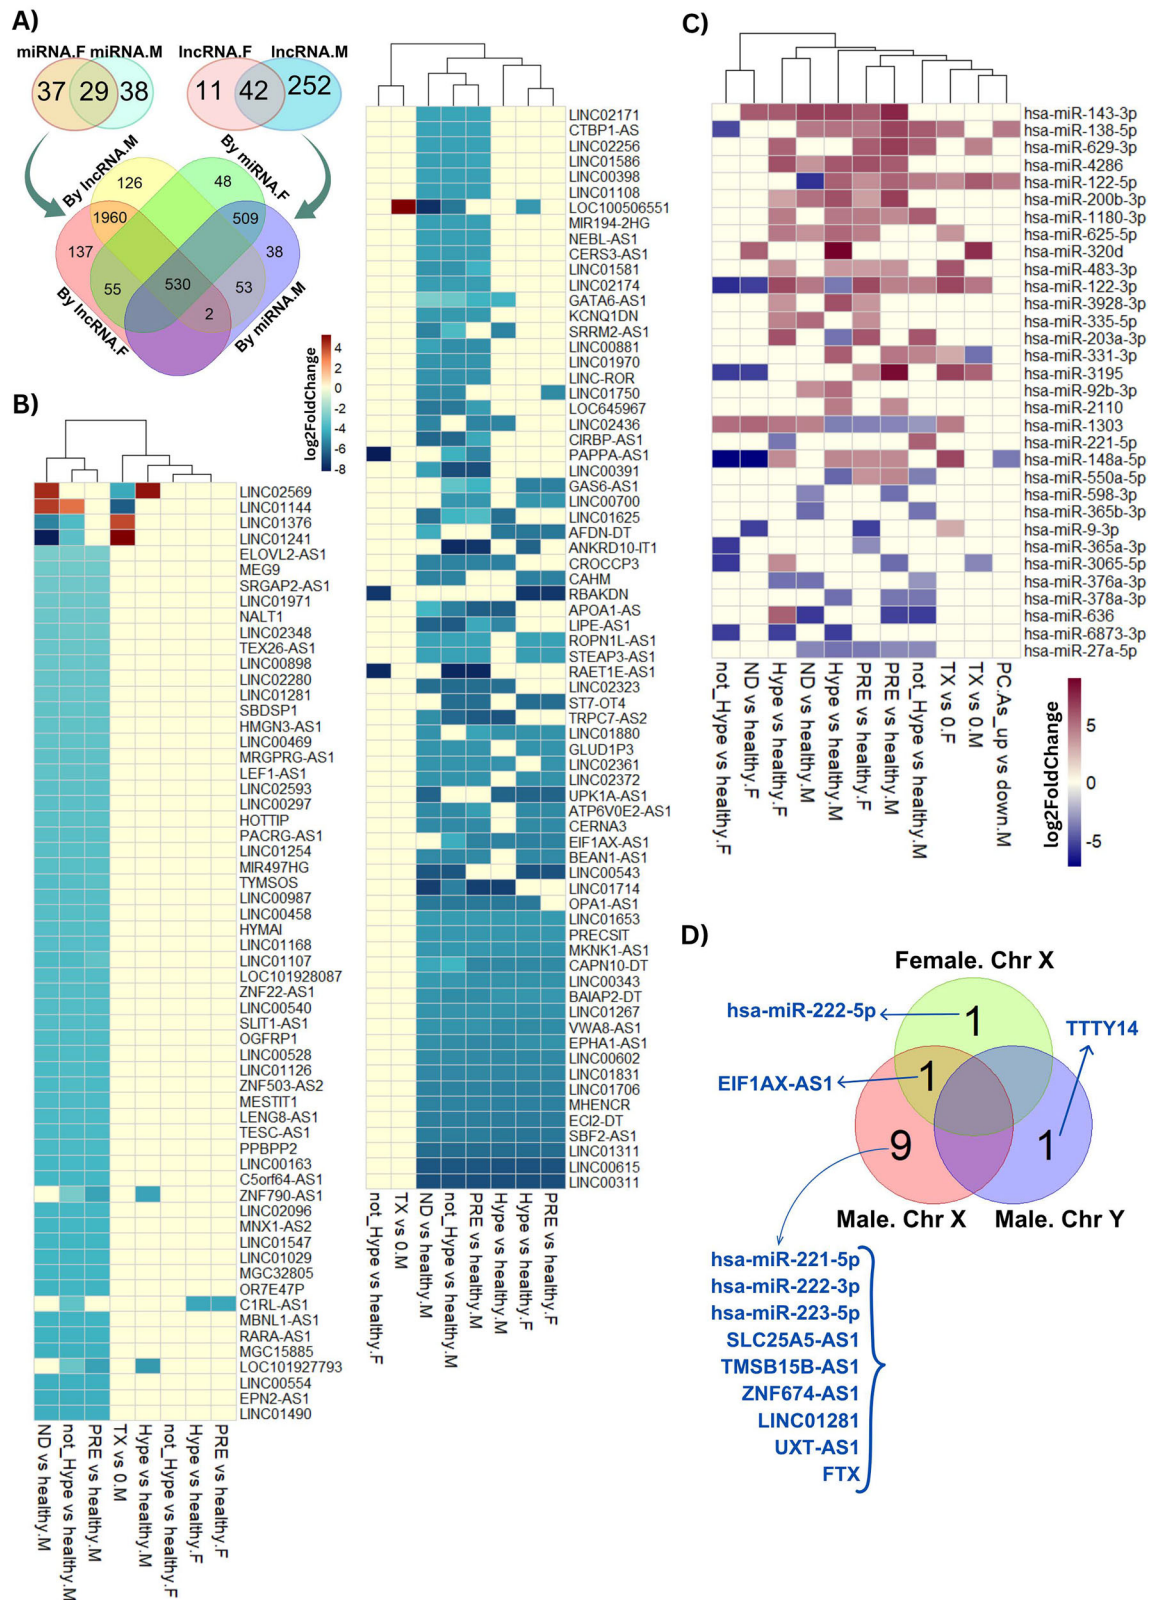 A)
miRNA.F miRNA.M
37 29 38
lncRNA.F lncRNA.M
11 42 252
By lncRNA.M
By miRNA.F
126
48
1960
509
137
38
55
530
53
2
By lncRNA.F
By miRNA.M
B)
log2FoldChange
4
2
0
-2
-4
-6
-8
LINC02569
LINC01144
LINC01376
LINC01241
ELOVL2-AS1
MEG9
SRGAP2-AS1
LINC01971
NALT1
LINC02348
TEX26-AS1
LINC00898
LINC02280
LINC01281
SBDSP1
HMGN3-AS1
LINC00469
MRGPRG-AS1
LEF1-AS1
LINC02593
LINC00297
HOTTIP
PACRG-AS1
LINC01254
MIR497HG
TYMSOS
LINC00987
LINC00458
HYMAI
LINC01168
LINC01107
LOC101928087
ZNF22-AS1
LINC00540
SLIT1-AS1
OGFRP1
LINC00528
LINC01126
ZNF503-AS2
MESTIT1
LENG8-AS1
TESC-AS1
PPBPP2
LINC00163
C5orf64-AS1
ZNF790-AS1
LINC02096
MNX1-AS2
LINC01547
LINC01029
MGC32805
OR7E47P
C1RL-AS1
MBNL1-AS1
RARA-AS1
MGC15885
LOC101927793
LINC00554
EPN2-AS1
LINC01490
ND vs healthy.M
not_Hype vs healthy.M
PRE vs healthy.M
TX vs 0.M
Hype vs healthy.M
not_Hype vs healthy.F
Hype vs healthy.F
PRE vs healthy.F
LINC02171
CTBP1-AS
LINC02256
LINC01586
LINC00398
LINC01108
LOC100506551
MIR194-2HG
NEBL-AS1
CERS3-AS1
LINC01581
LINC02174
GATA6-AS1
KCNQ1DN
SRRM2-AS1
LINC00881
LINC01970
LINC-ROR
LINC01750
LOC645967
LINC02436
CIRBP-AS1
PAPPA-AS1
LINC00391
GAS6-AS1
LINC00700
LINC01625
AFDN-DT
ANKRD10-IT1
CROCCP3
CAHM
RBAKDN
APOA1-AS
LIPE-AS1
ROPN1L-AS1
STEAP3-AS1
RAET1E-AS1
LINC02323
ST7-OT4
TRPC7-AS2
LINC01880
GLUD1P3
LINC02361
LINC02372
UPK1A-AS1
ATP6V0E2-AS1
CERNA3
EIF1AX-AS1
BEAN1-AS1
LINC00543
LINC01714
OPA1-AS1
LINC01653
PRECSIT
MKNK1-AS1
CAPN10-DT
LINC00343
BAIAP2-DT
LINC01267
VWA8-AS1
EPHA1-AS1
LINC00602
LINC01831
LINC01706
MHENCR
ECI2-DT
SBF2-AS1
LINC01311
LINC00615
LINC00311
not_Hype vs healthy.F
TX vs 0.M
ND vs healthy.M
not_Hype vs healthy.M
PRE vs healthy.M
Hype vs healthy.M
Hype vs healthy.F
PRE vs healthy.F
C)
hsa-miR-143-3p
hsa-miR-138-5p
hsa-miR-629-3p
hsa-miR-4286
hsa-miR-122-5p
hsa-miR-200b-3p
hsa-miR-1180-3p
hsa-miR-625-5p
hsa-miR-320d
hsa-miR-483-3p
hsa-miR-122-3p
hsa-miR-3928-3p
hsa-miR-335-5p
hsa-miR-203a-3p
hsa-miR-331-3p
hsa-miR-3195
hsa-miR-92b-3p
hsa-miR-2110
hsa-miR-1303
hsa-miR-221-5p
hsa-miR-148a-5p
hsa-miR-550a-5p
hsa-miR-598-3p
hsa-miR-365b-3p
hsa-miR-9-3p
hsa-miR-365a-3p
hsa-miR-3065-5p
hsa-miR-376a-3p
hsa-miR-378a-3p
hsa-miR-636
hsa-miR-6873-3p
hsa-miR-27a-5p
not_Hype vs healthy.F
ND vs healthy.F
Hype vs healthy.F
ND vs healthy.M
Hype vs healthy.M
PRE vs healthy.F
PRE vs healthy.M
not_Hype vs healthy.M
TX vs 0.F
TX vs 0.M
PC.As_up vs down.M
log2FoldChange
5
0
-5
D)
Female. Chr X
hsa-miR-222-5p
1
TTTY14
EIF1AX-AS1
1
9
1
Male. Chr X Male. Chr Y
hsa-miR-221-5p
hsa-miR-222-3p
hsa-miR-223-5p
SLC25A5-AS1
TMSB15B-AS1
ZNF674-AS1
LINC01281
UXT-AS1
FTX